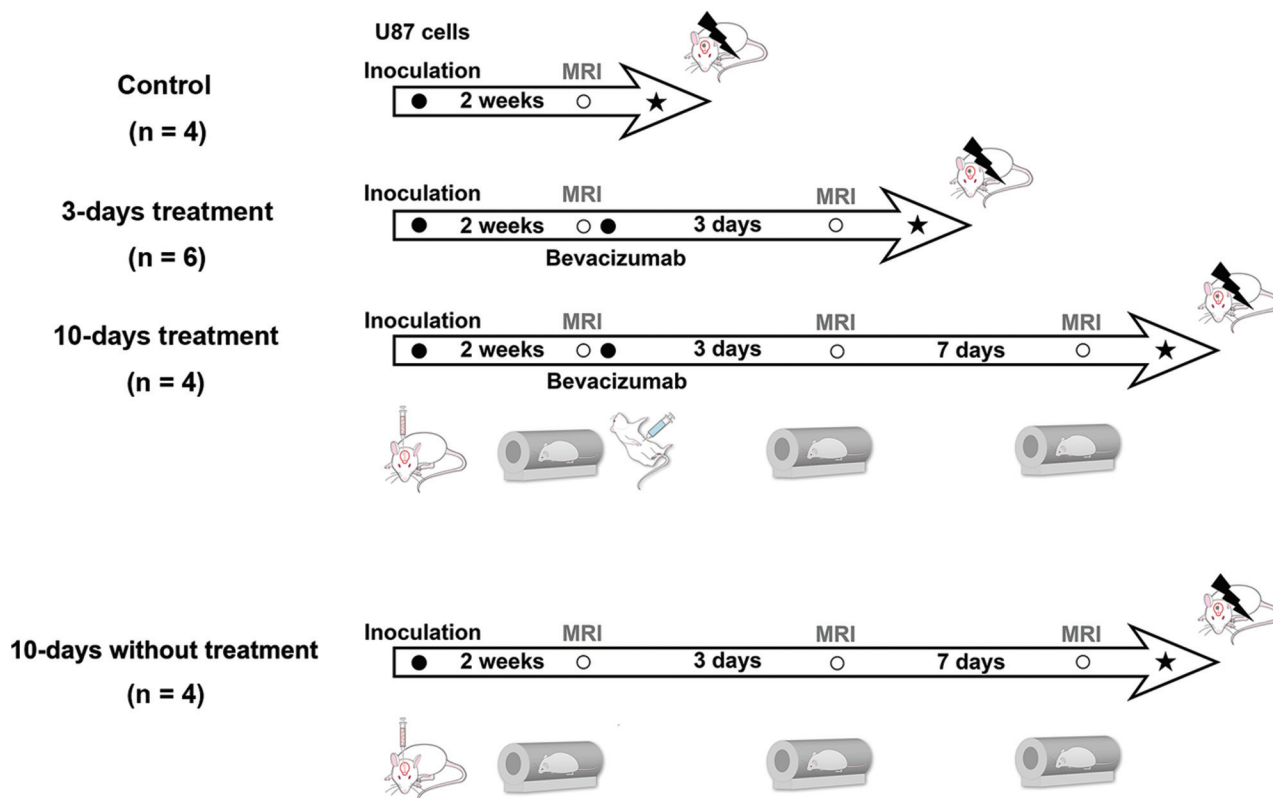 U87 cells
Control
(n = 4)
Inoculation
MRI
2 weeks
3-days treatment
(n = 6)
Inoculation
MRI
MRI
2 weeks
3 days
Bevacizumab
10-days treatment
(n = 4)
Inoculation
MRI
MRI
MRI
2 weeks
3 days
7 days
Bevacizumab
10-days without treatment
(n = 4)
Inoculation
MRI
MRI
MRI
2 weeks
3 days
7 days